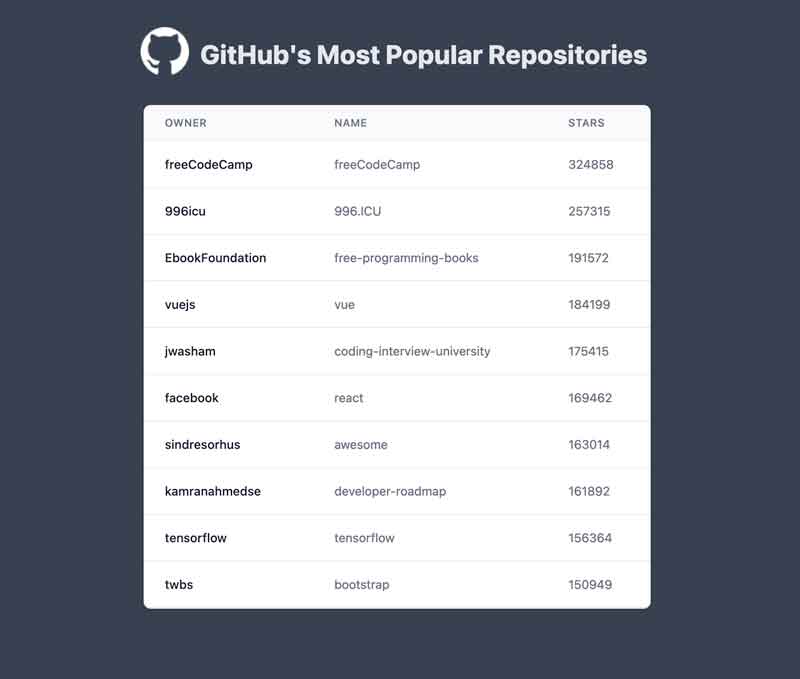 GitHub's Most Popular Repositories
OWNER NAME STARS
freeCodeCamp freeCodeCamp 324858
996icu 996.ICU 257315
EbookFoundation free-programming-books 191572
vuejs vue 184199
jwasham coding-interview-university 175415
facebook react 169462
sindresorhus awesome 163014
kamranahmedse developer-roadmap 161892
tensorflow tensorflow 156364
twbs bootstrap 150949